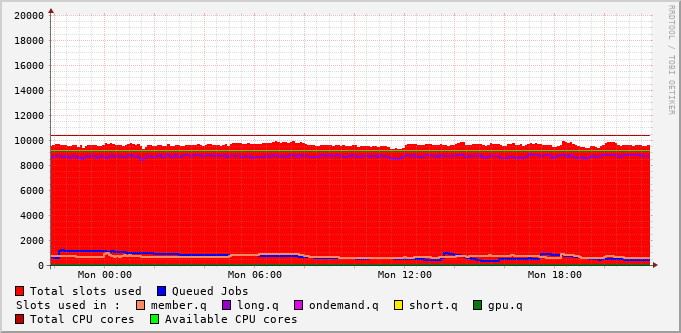 20000
18000
16000
14000
12000
10000
8000
6000
4000
2000
0
Mon 00:00 Mon 06:00 Mon 12:00 Mon 18:00
RRDTOOL / TOBI OETIKER
Total slots used Queued Jobs
Slots used in : member.q long.q ondemand.q short.q gpu.q
Total CPU cores Available CPU cores